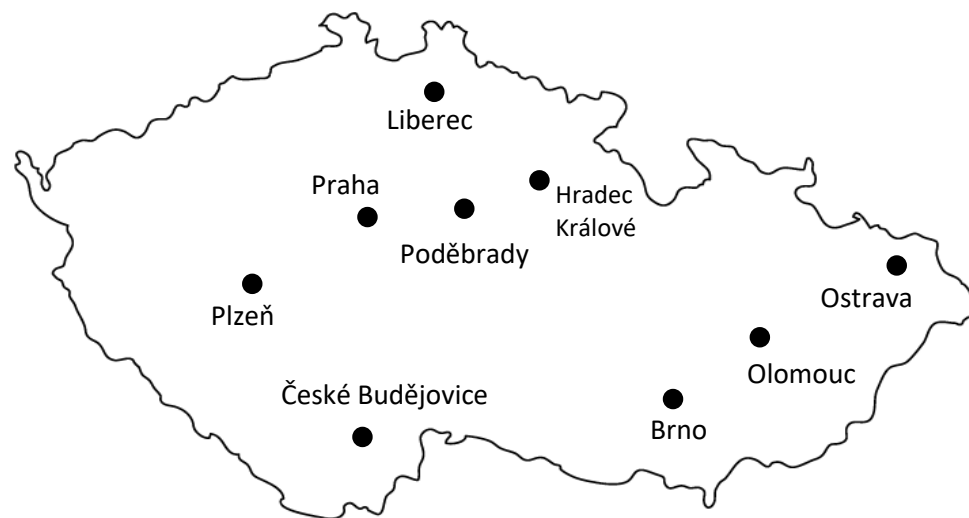 Liberec
Praha
Hradec
Králové
Poděbrady
Ostrava
Plzeň
Olomouc
České Budějovice
Brno